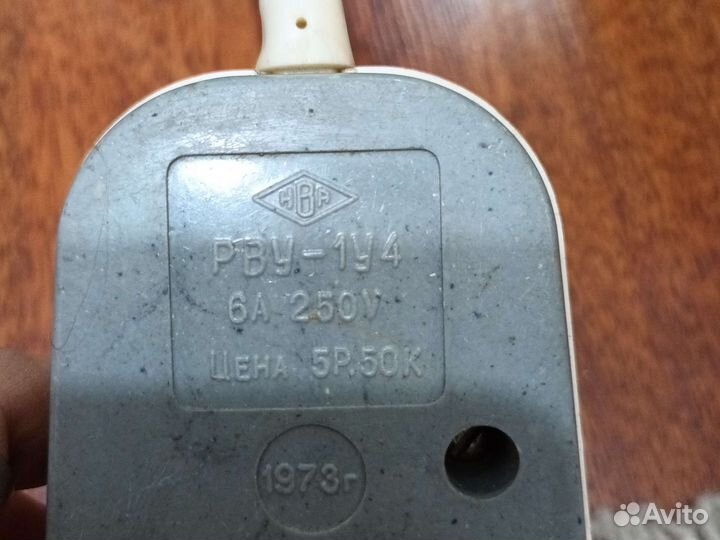 НВА
РВУ-1У4
6А 250V
ЦЕНА 5Р.50К
1973г
Avito